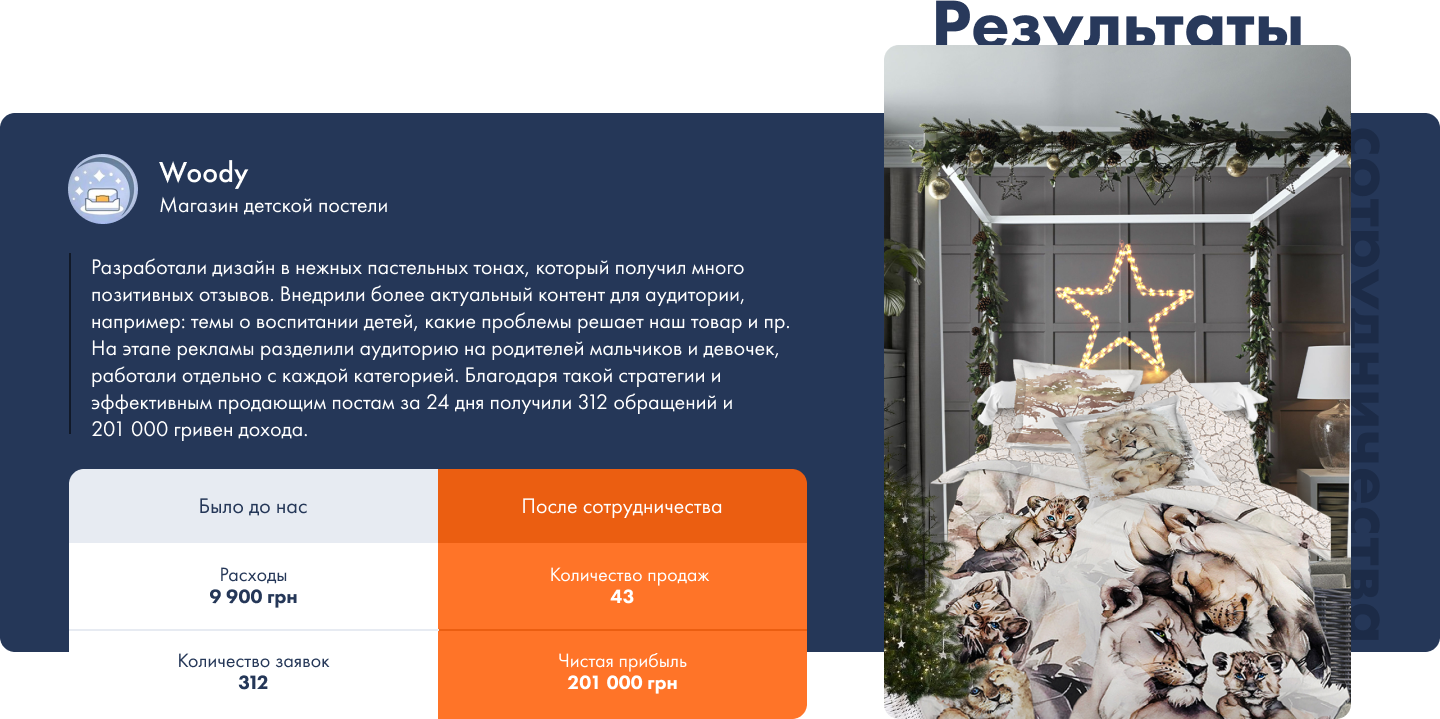 Результаты
сотрудничества
Woody
Магазин детской постели
Разработали дизайн в нежных пастельных тонах, который получил много
позитивных отзывов. Внедрили более актуальный контент для аудитории,
например: темы о воспитании детей, какие проблемы решает наш товар и пр.
На этапе рекламы разделили аудиторию на родителей мальчиков и девочек,
работали отдельно с каждой категорией. Благодаря такой стратегии и
эффективным продающим постам за 24 дня получили 312 обращений и
201 000 гривен дохода.
Было до нас
После сотрудничества
Расходы
9 900 грн
Количество продаж
43
Количество заявок
312
Чистая прибыль
201 000 грн